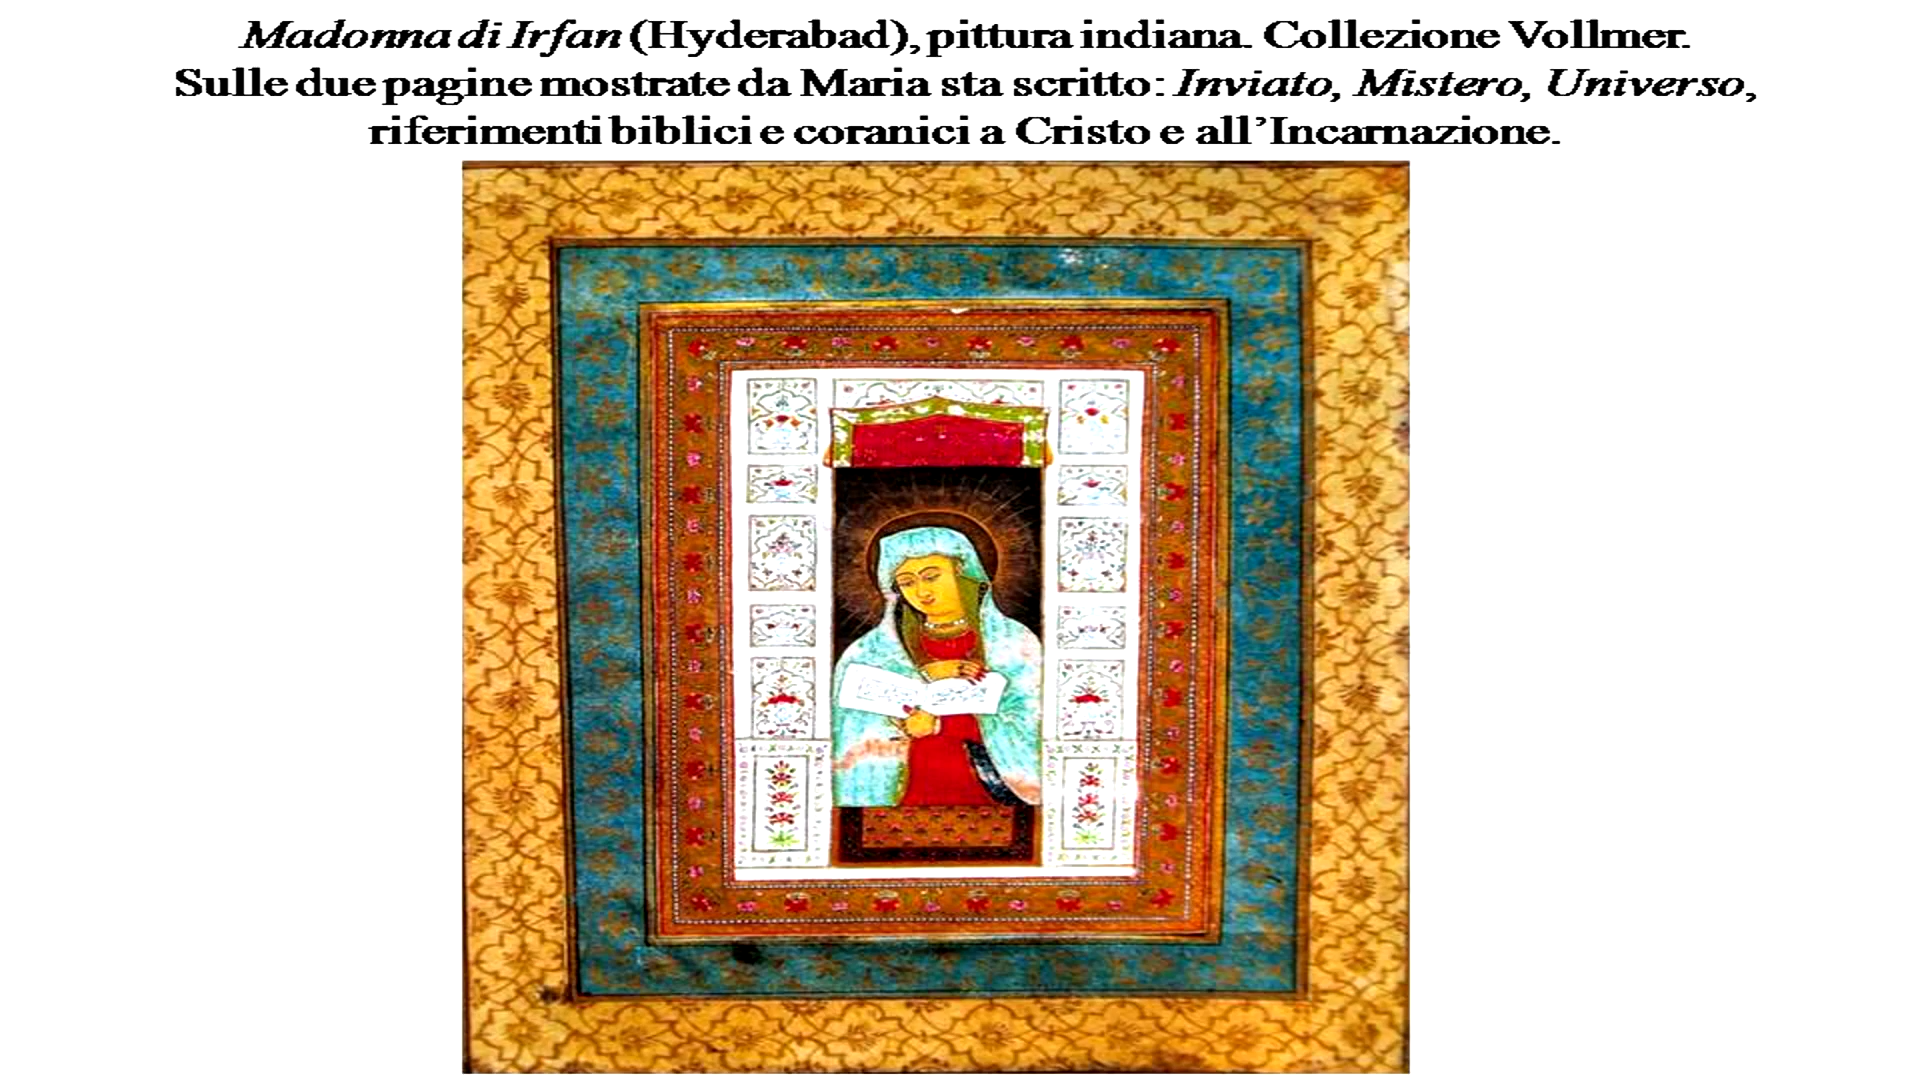 Madonna di Irfan (Hyderabad), pittura indiana. Collezione Vollmer.
Sulle due pagine mostrate da Maria sta scritto: Inviato, Mistero, Universo,
riferimenti biblici e coranici a Cristo e all’Incarnazione.